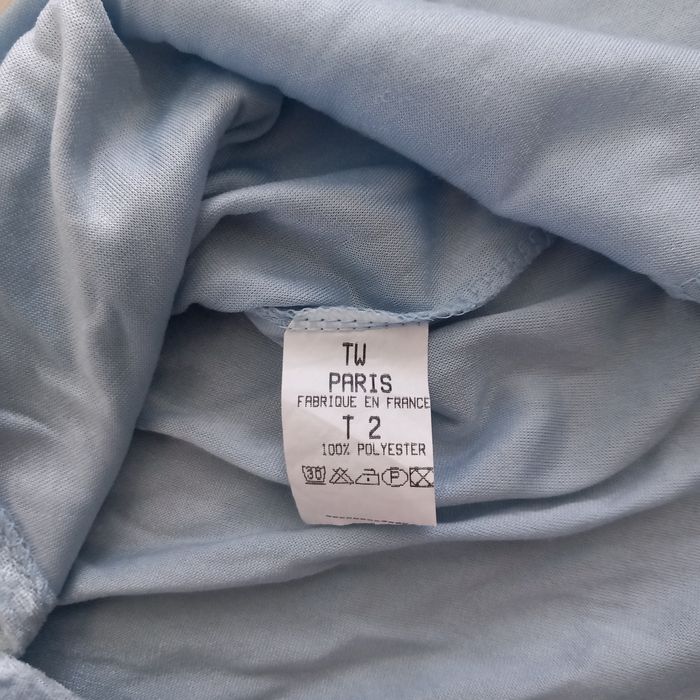 TW
PARIS
FABRIQUE EN FRANCE
T 2
100% POLYESTER
30 P